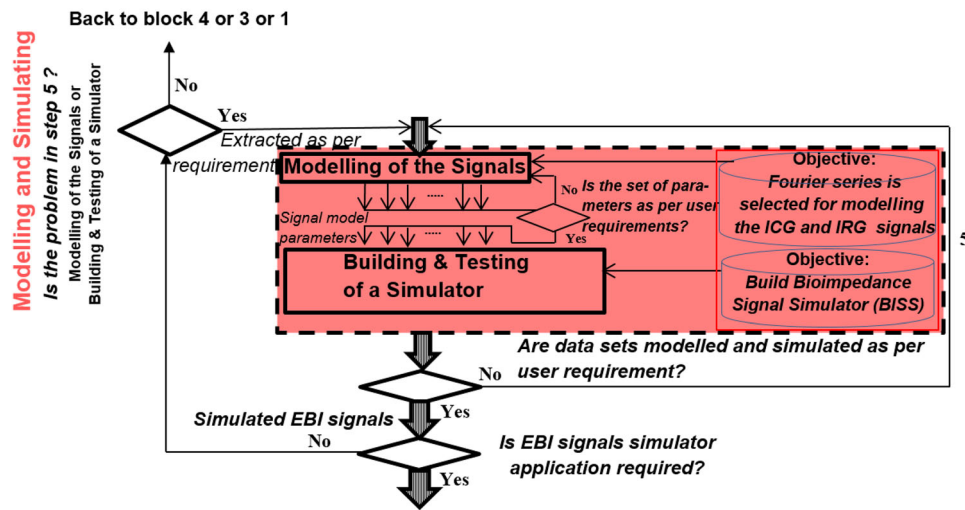 Back to block 4 or 3 or 1
Modelling and Simulating
Is the problem in step 5 ?
Modelling of the Signals or
Building & Testing of a Simulator
No
Yes
Extracted as per
requirement
Modelling of the Signals
Objective:
Fourier series is
selected for modelling
the ICG and IRG signals
No
Is the set of para-
meters as per user
requirements?
Yes
.....
Signal model
parameters
.....
5
Building & Testing
of a Simulator
Objective:
Build Bioimpedance
Signal Simulator (BISS)
Are data sets modelled and simulated as per
user requirement?
No
Yes
Simulated EBI signals
No
Is EBI signals simulator
application required?
Yes